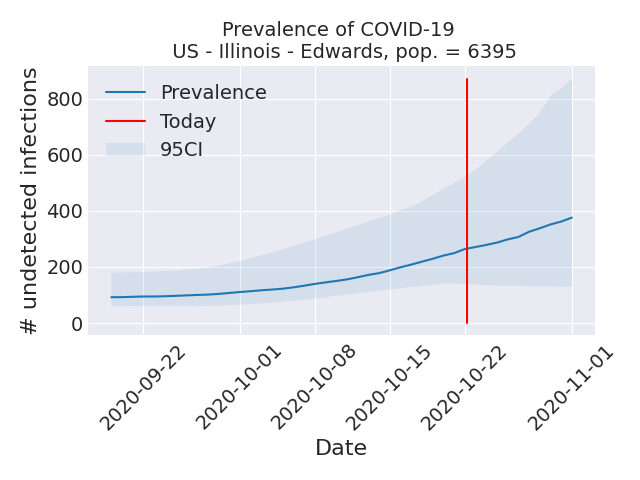 Prevalence of COVID-19
US - Illinois - Edwards, pop. = 6395
# undetected infections
800
600
400
200
0
Prevalence
Today
95CI
2020-09-22
2020-10-01
2020-10-08
2020-10-15
2020-10-22
2020-11-01
Date